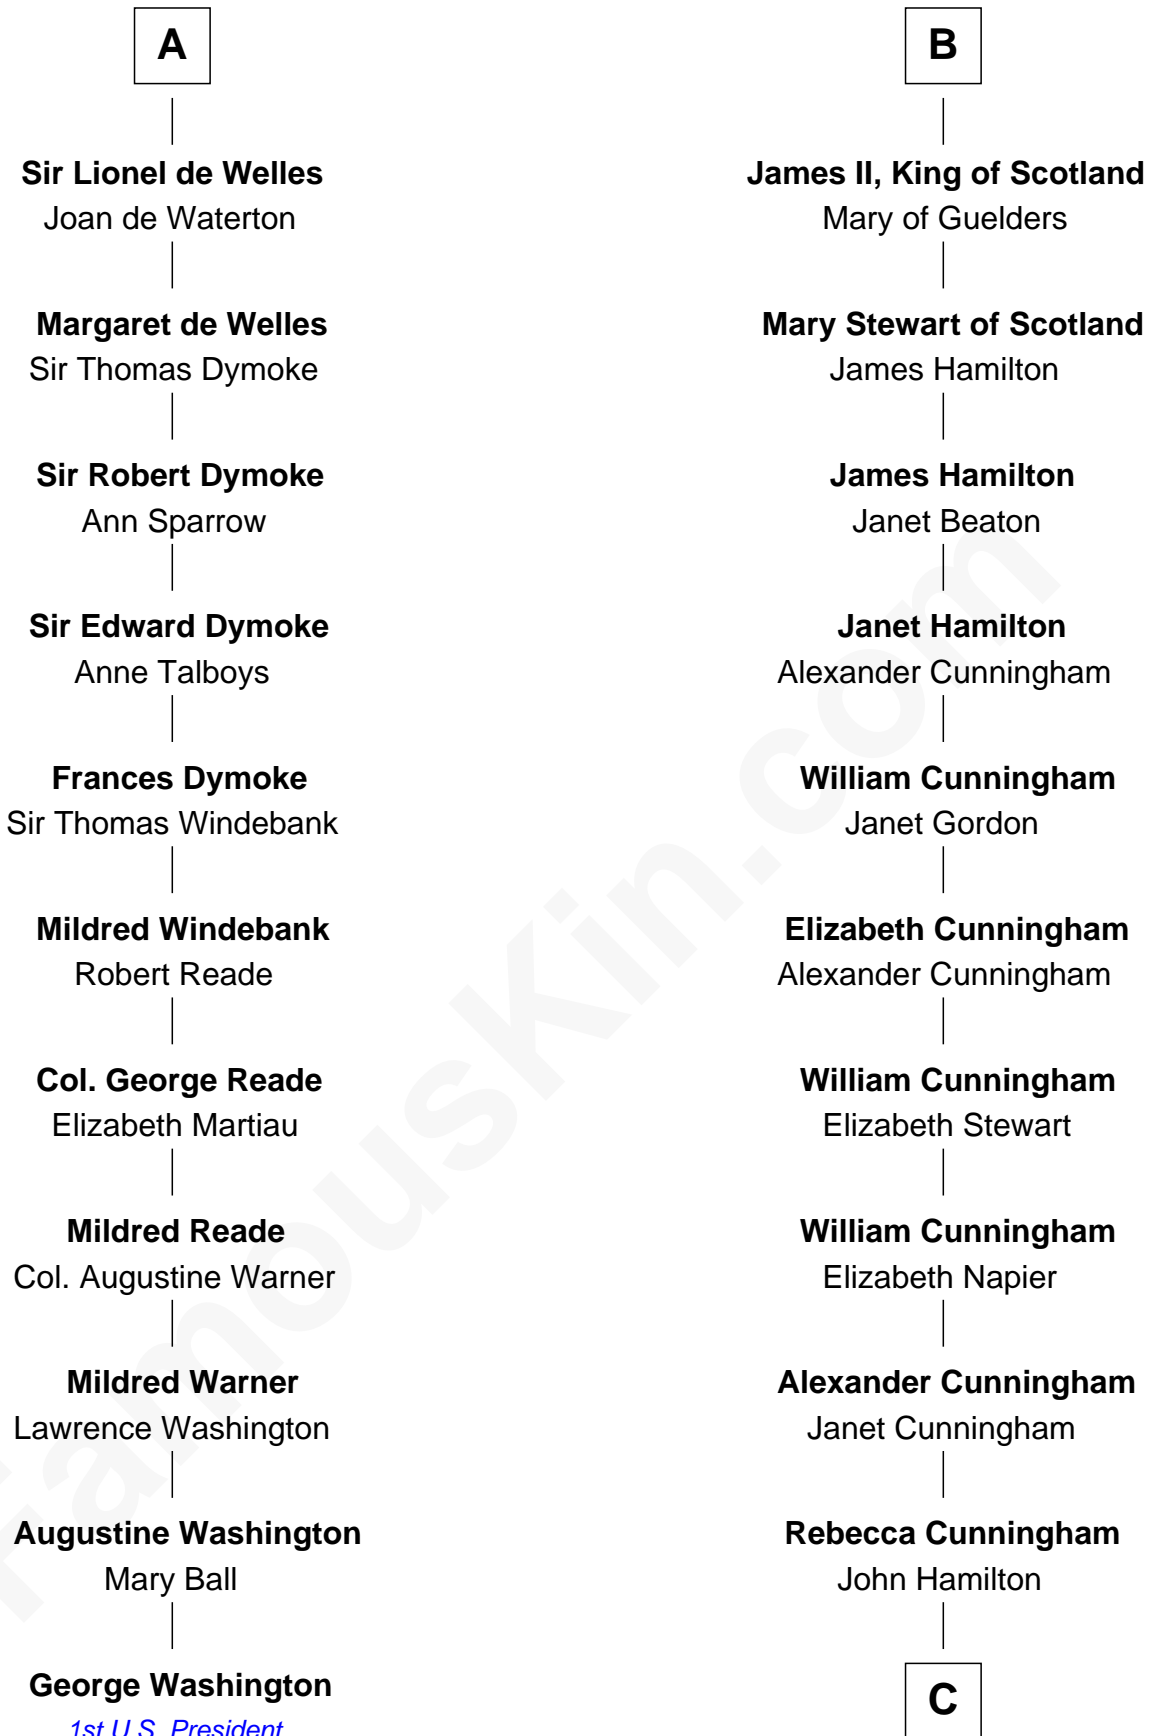 A
Sir Lionel de Welles
Joan de Waterton
Margaret de Welles
Sir Thomas Dymoke
Sir Robert Dymoke
Ann Sparrow
Sir Edward Dymoke
Anne Talboys
Frances Dymoke
Sir Thomas Windebank
Mildred Windebank
Robert Reade
Col. George Reade
Elizabeth Martiau
Mildred Reade
Col. Augustine Warner
Mildred Warner
Lawrence Washington
Augustine Washington
Mary Ball
George Washington
1st U.S. President
B
James II, King of Scotland
Mary of Guelders
Mary Stewart of Scotland
James Hamilton
James Hamilton
Janet Beaton
Janet Hamilton
Alexander Cunningham
William Cunningham
Janet Gordon
Elizabeth Cunningham
Alexander Cunningham
William Cunningham
Elizabeth Stewart
William Cunningham
Elizabeth Napier
Alexander Cunningham
Janet Cunningham
Rebecca Cunningham
John Hamilton
C
FamousKin.com